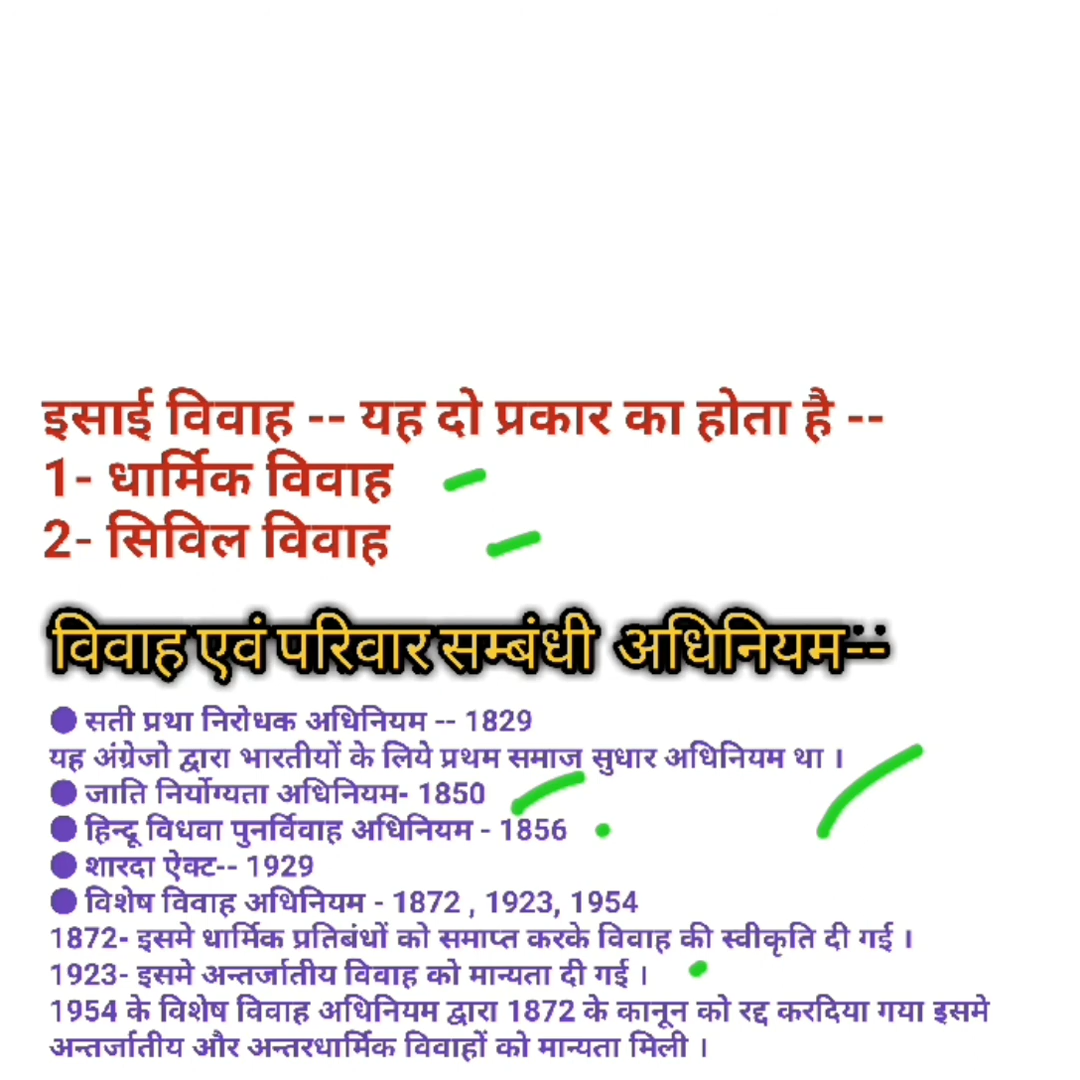 इसाई विवाह -- यह दो प्रकार का होता है --
1- धार्मिक विवाह
2- सिविल विवाह
विवाह एवं परिवार सम्बंधी अधिनियम--
● सती प्रथा निरोधक अधिनियम -- 1829
यह अंग्रेजो द्वारा भारतीयों के लिये प्रथम समाज सुधार अधिनियम था ।
● जाति निर्योग्यता अधिनियम- 1850
● हिन्दू विधवा पुनर्विवाह अधिनियम - 1856
● शारदा ऐक्ट-- 1929
● विशेष विवाह अधिनियम - 1872 , 1923, 1954
1872- इसमे धार्मिक प्रतिबंधों को समाप्त करके विवाह की स्वीकृति दी गई ।
1923- इसमे अन्तर्जातीय विवाह को मान्यता दी गई ।
1954 के विशेष विवाह अधिनियम द्वारा 1872 के कानून को रद्द करदिया गया इसमे
अन्तर्जातीय और अन्तरधार्मिक विवाहों को मान्यता मिली ।